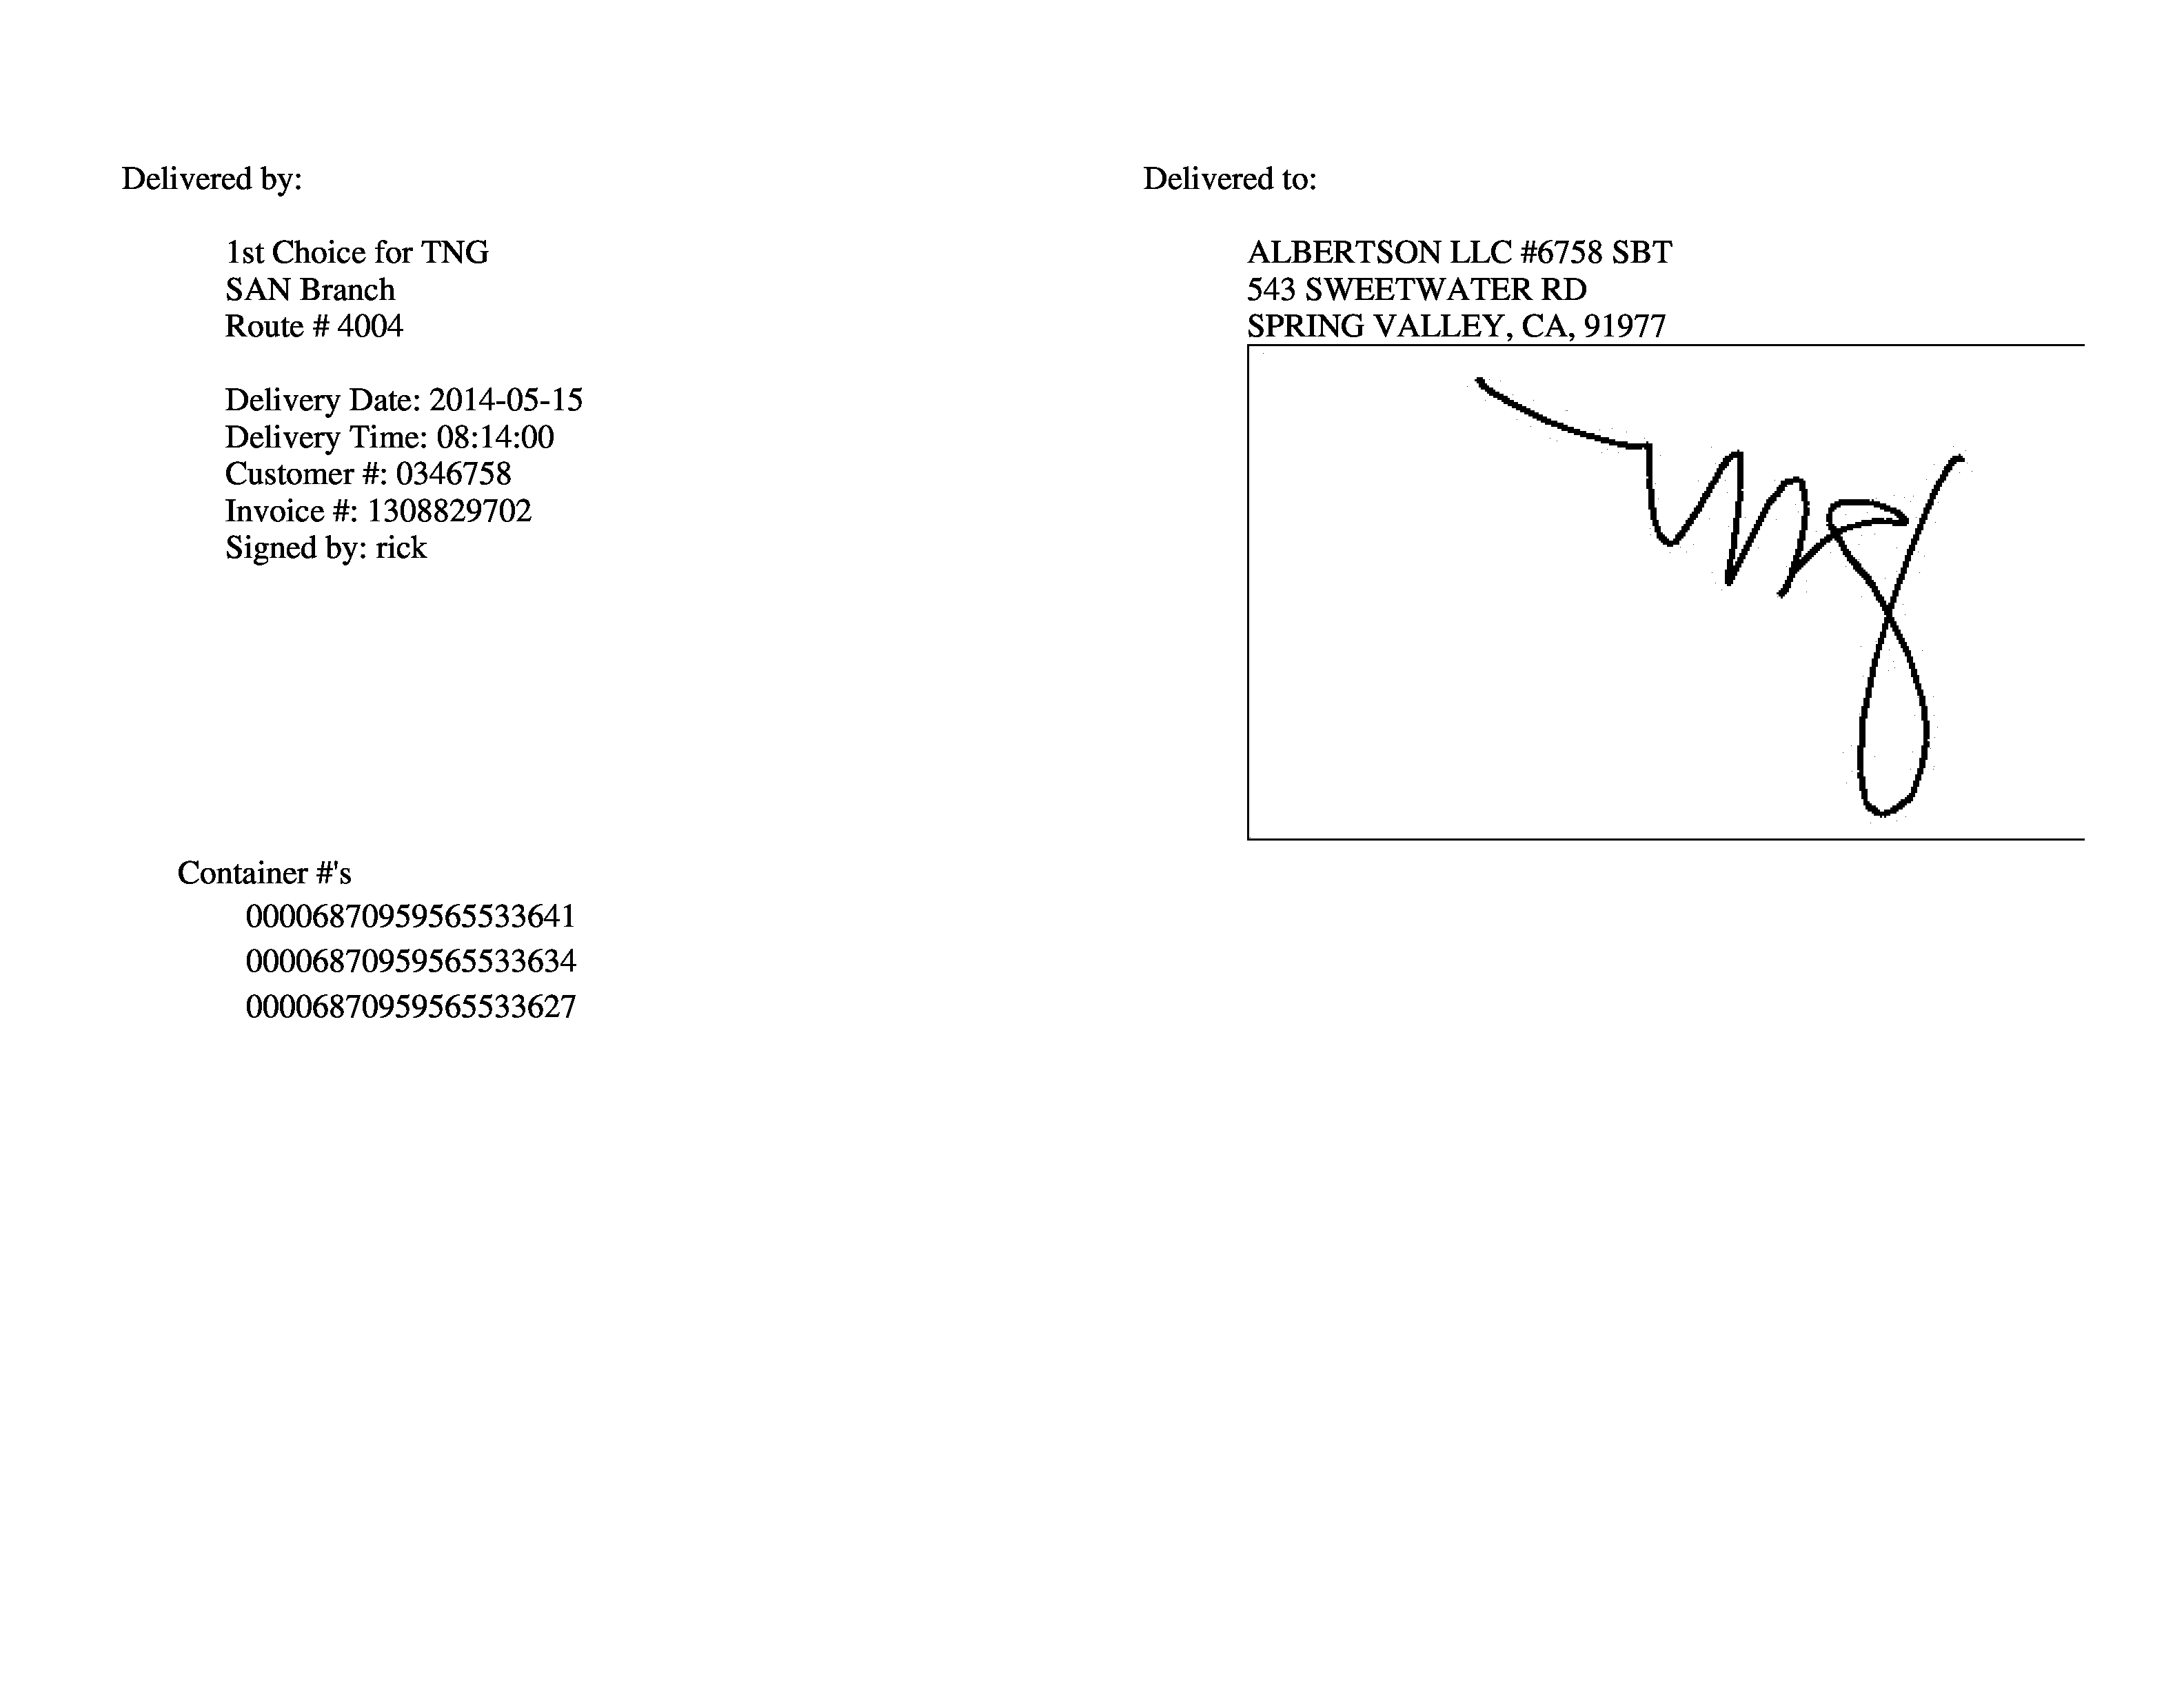 Delivered by:
1st Choice for TNG
SAN Branch
Route # 4004
Delivery Date: 2014-05-15
Delivery Time: 08:14:00
Customer #: 0346758
Invoice #: 1308829702
Signed by: rick
Delivered to:
ALBERTSON LLC #6758 SBT
543 SWEETWATER RD
SPRING VALLEY, CA, 91977
Container #'s
00006870959565533641
00006870959565533634
00006870959565533627